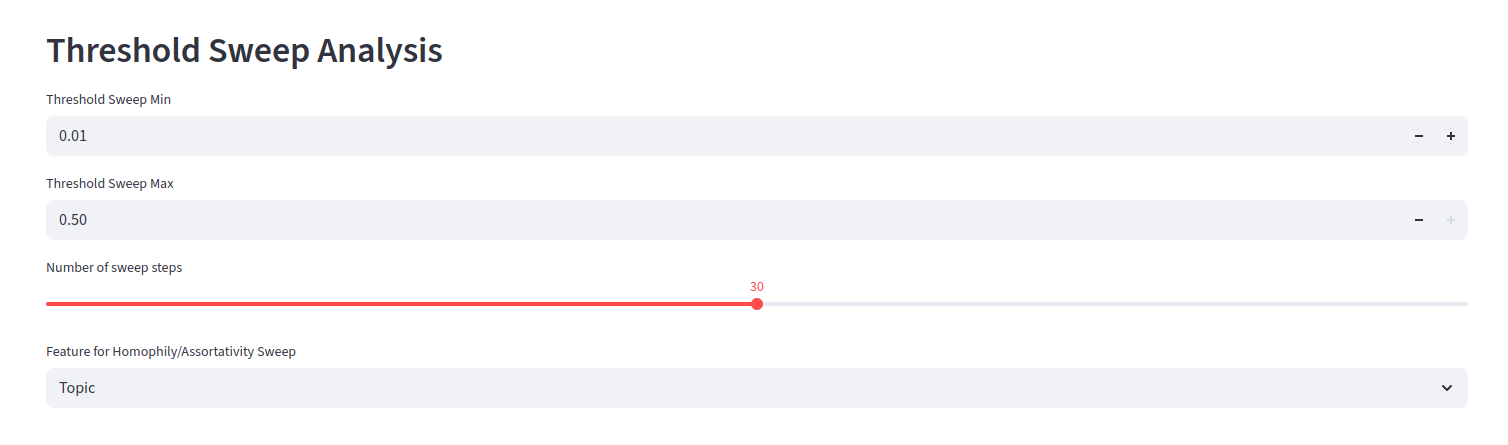 Threshold Sweep Analysis
Threshold Sweep Min
0.01
Threshold Sweep Max
0.50
Number of sweep steps
30
Feature for Homophily/Assortativity Sweep
Topic